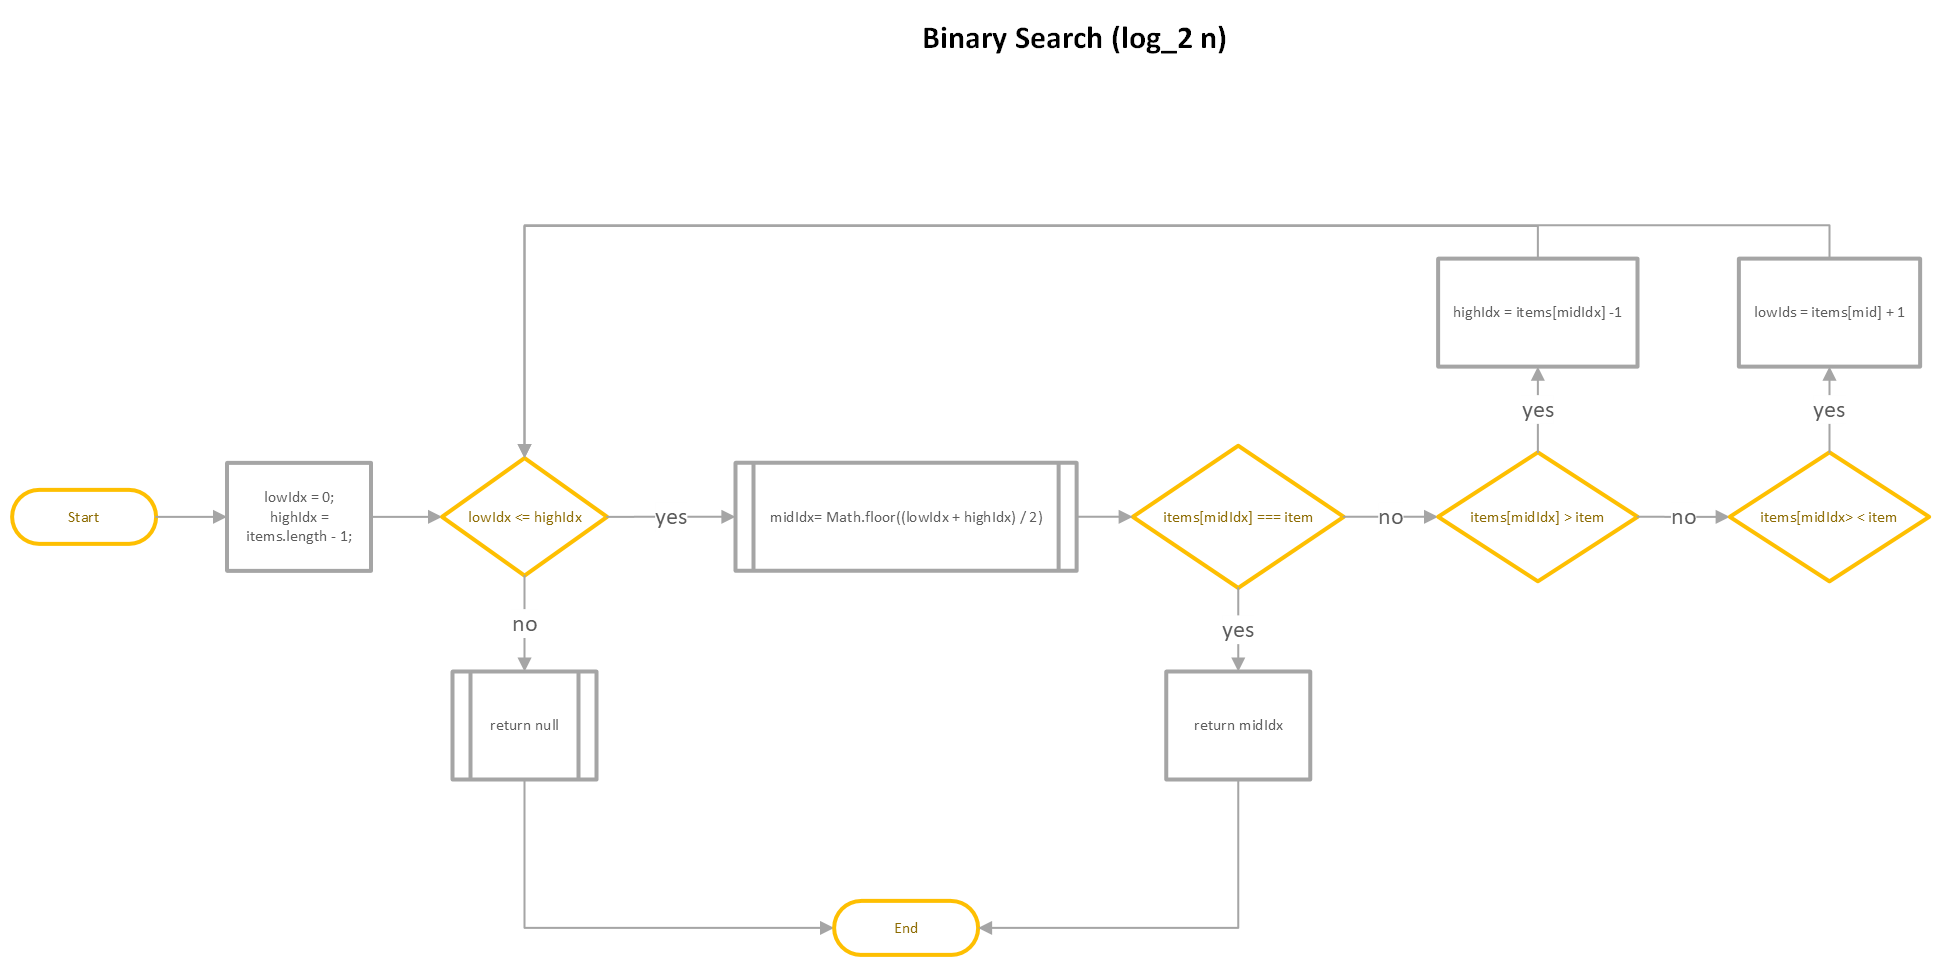 Binary Search (log_2 n)
Start
lowIdx = 0;
highIdx =
items.length - 1;
lowIdx <= highIdx
yes
midIdx= Math.floor((lowIdx + highIdx) / 2)
items[midIdx] === item
no
items[midIdx] > item
no
items[midIdx> < item
yes
highIdx = items[midIdx] -1
yes
lowIds = items[mid] + 1
no
return null
yes
return midIdx
End